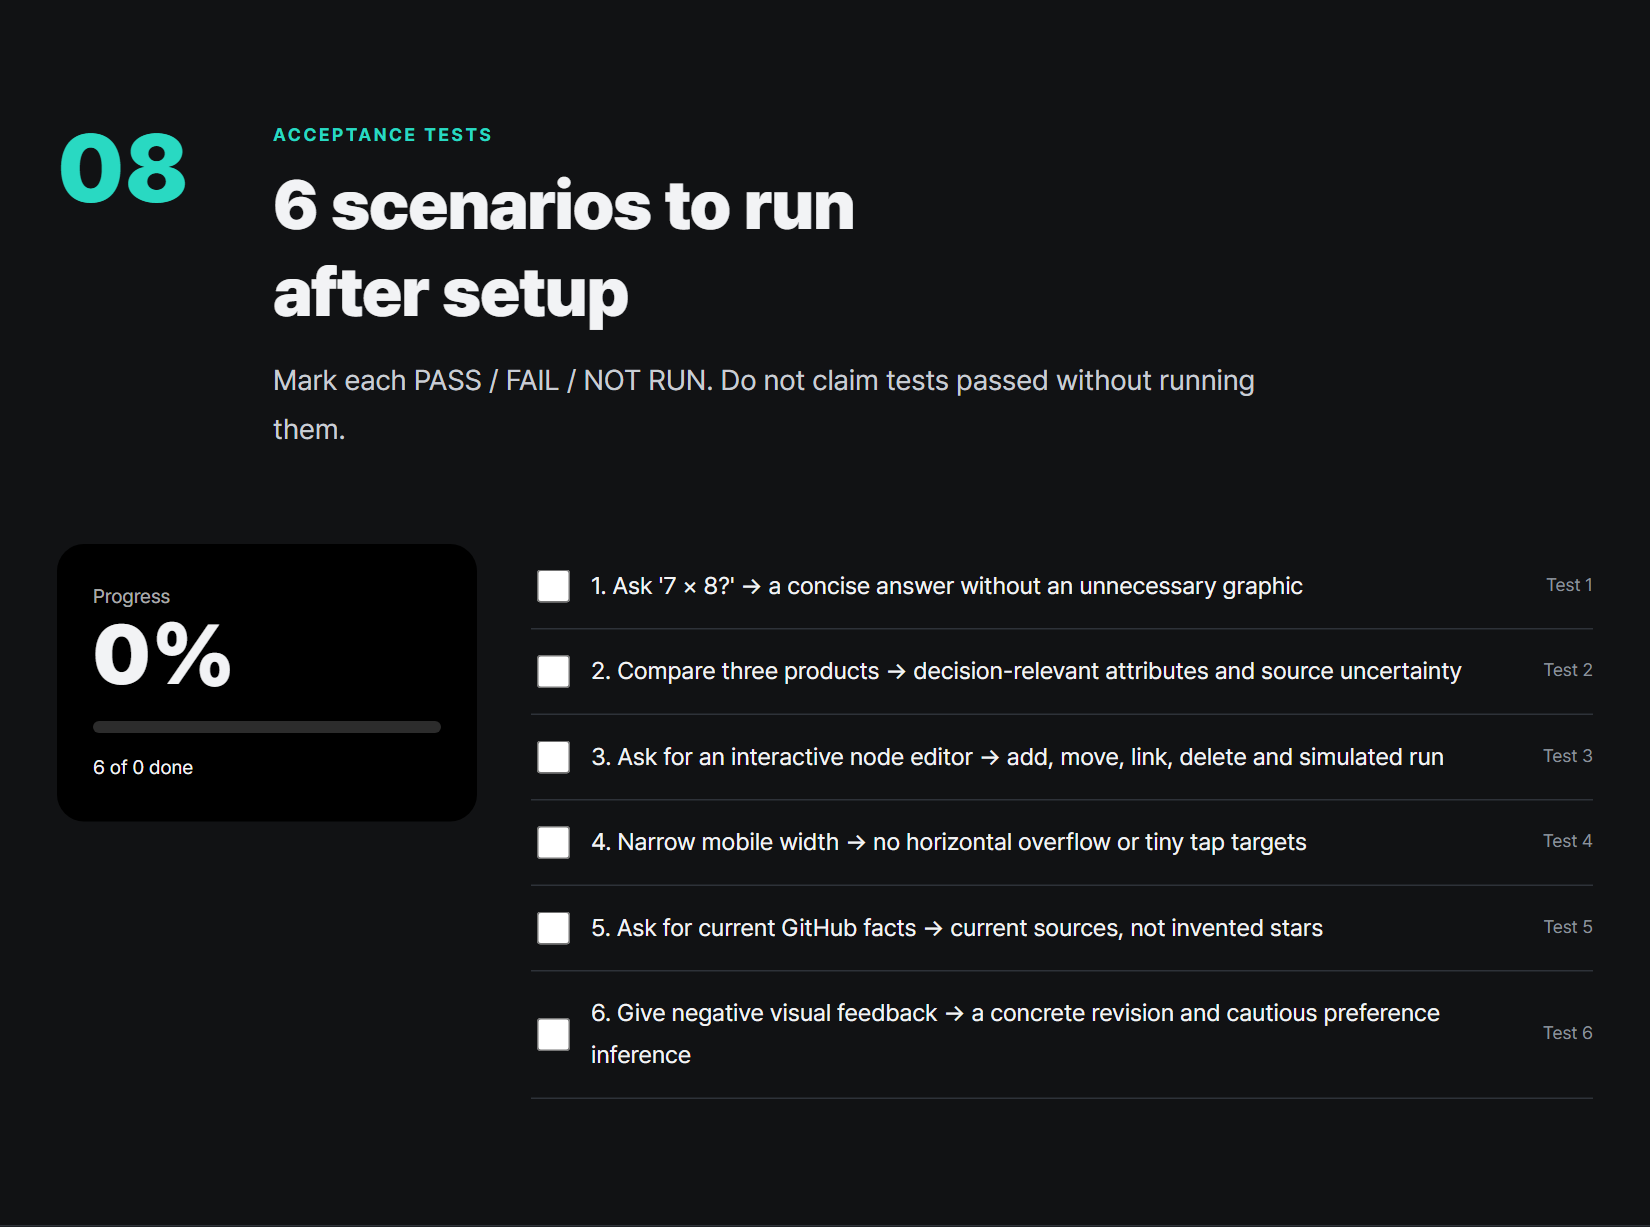 08
ACCEPTANCE TESTS
6 scenarios to run
after setup
Mark each PASS / FAIL / NOT RUN. Do not claim tests passed without running
them.
Progress
0%
6 of 0 done
1. Ask '7 × 8?' → a concise answer without an unnecessary graphic
Test 1
2. Compare three products → decision-relevant attributes and source uncertainty
Test 2
3. Ask for an interactive node editor → add, move, link, delete and simulated run
Test 3
4. Narrow mobile width → no horizontal overflow or tiny tap targets
Test 4
5. Ask for current GitHub facts → current sources, not invented stars
Test 5
6. Give negative visual feedback → a concrete revision and cautious preference
inference
Test 6